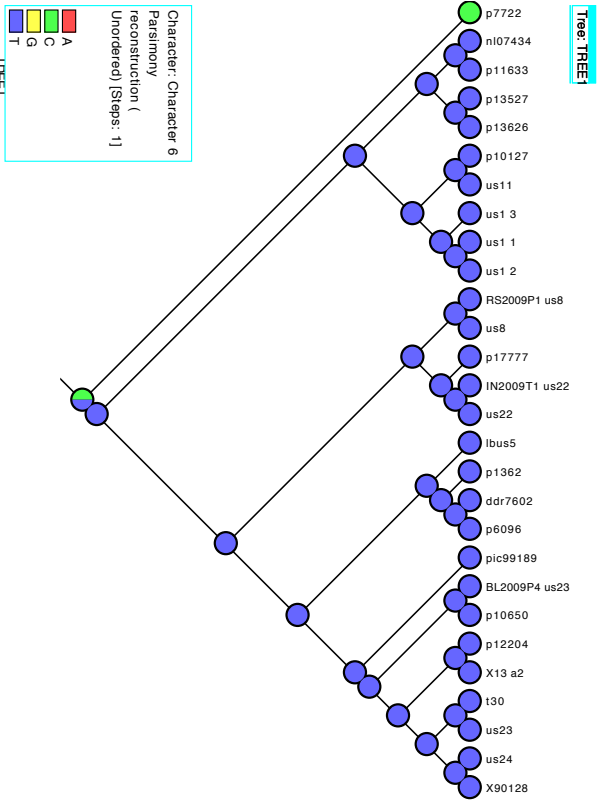 Tree: TREE1
p7722
nl07434
p11633
p13527
p13626
p10127
us11
us1 3
us1 1
us1 2
RS2009P1 us8
us8
p17777
IN2009T1 us22
us22
lbus5
p1362
ddr7602
p6096
pic99189
BL2009P4 us23
p10650
p12204
X13 a2
t30
us23
us24
X90128
Character: Character 6
Parsimony
reconstruction (
Unordered) [Steps: 1]
A
C
G
T